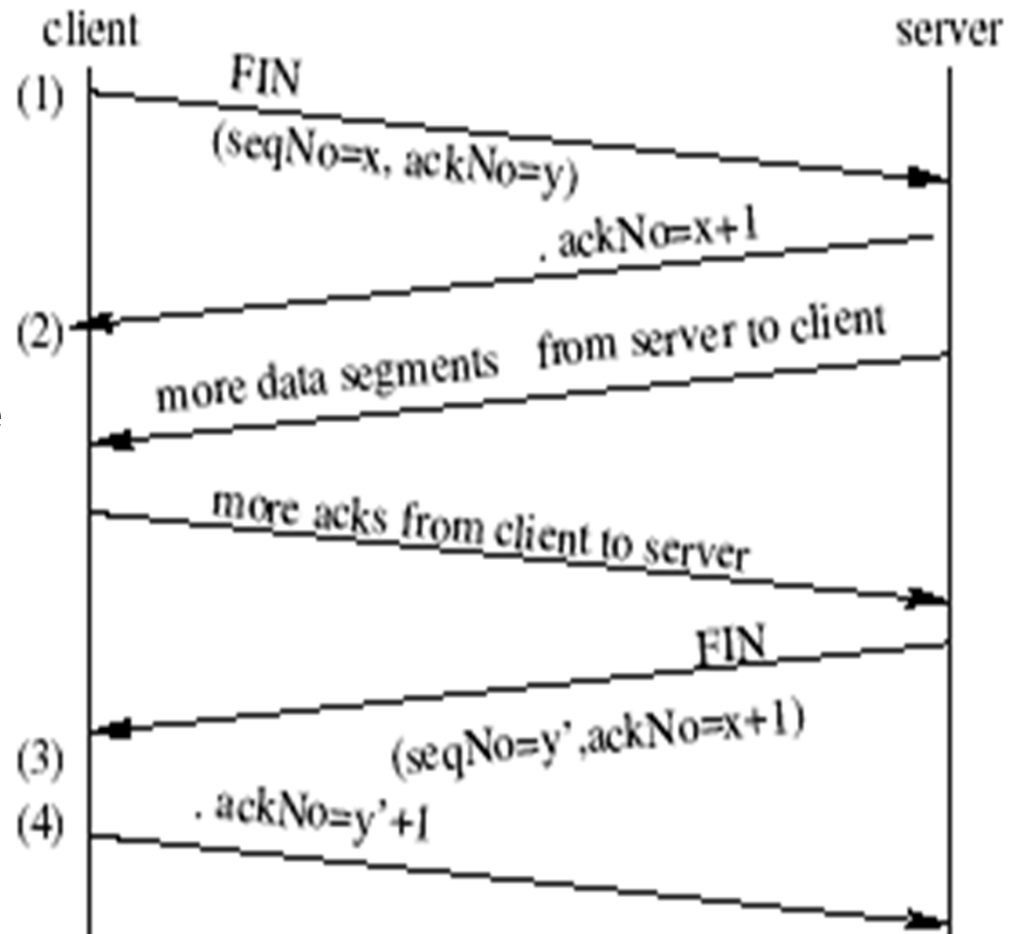 client
server
(1)
FIN
(seqNo=x, ackNo=y)
. ackNo=x+1
(2)
more data segments from server to client
more acks from client to server
FIN
(seqNo=y’,ackNo=x+1)
(3)
(4)
. ackNo=y’+1